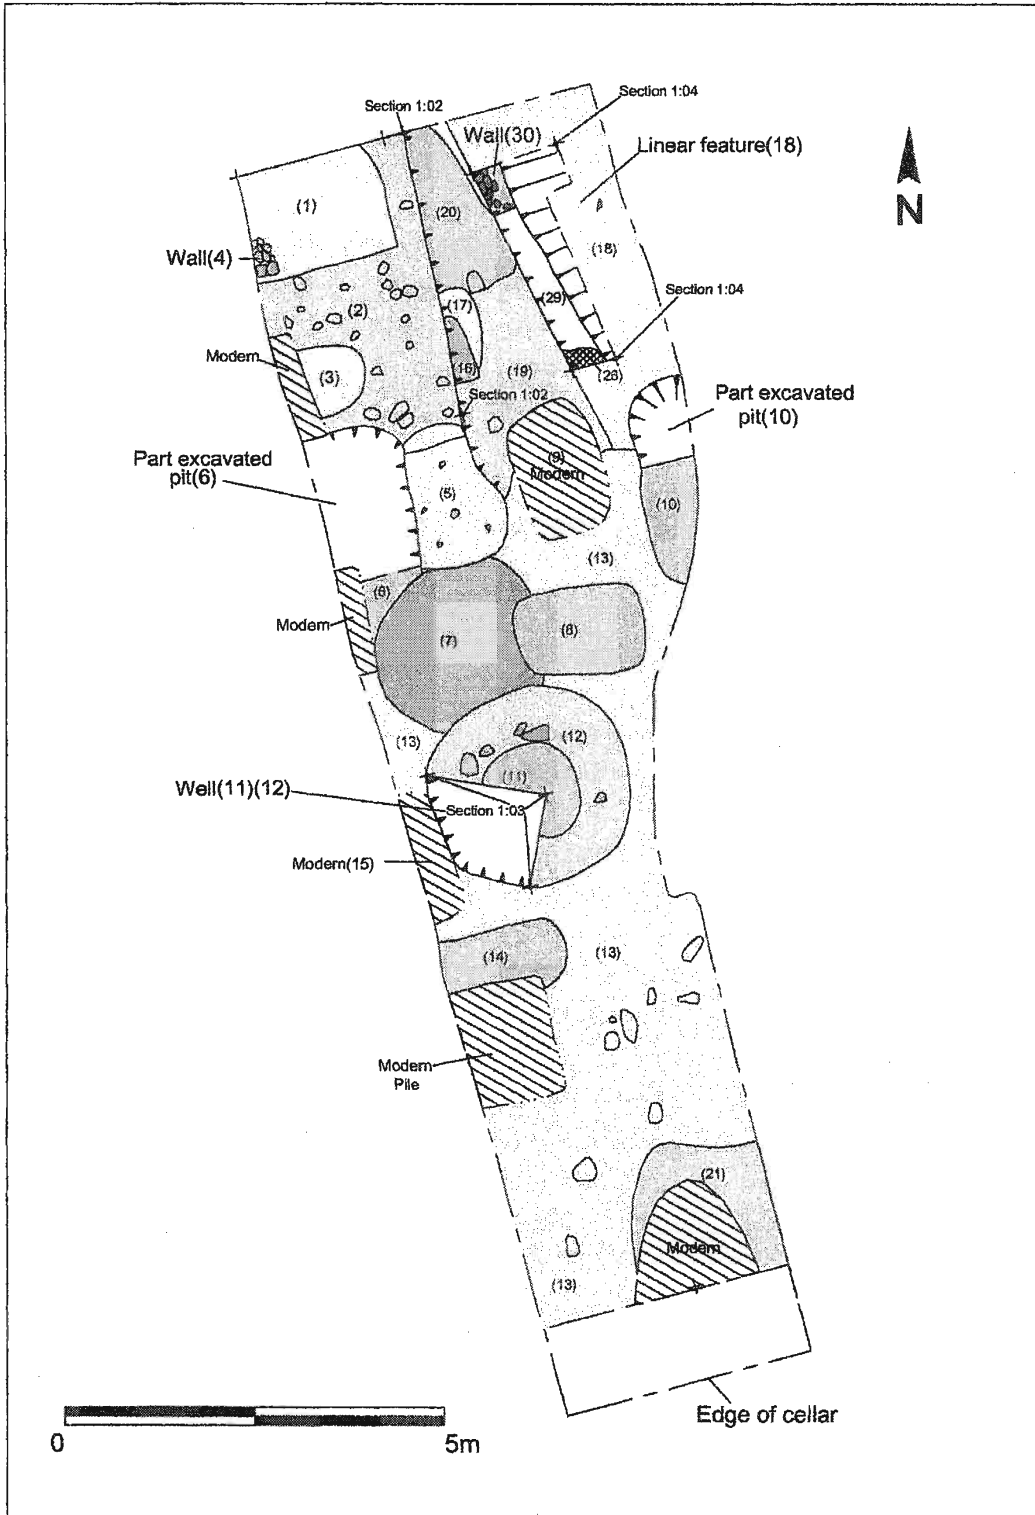 Section 1:04
Section 1:02
Wall(30)
Linear feature(18)
N
(1)
(20)
Wall(4)
(18)
(29)
Section 1:04
(17)
(2)
Modern
(3)
(16)
(19)
(28)
Section 1:02
Part excavated
pit(10)
Part excavated
pit(6)
(9)
Modern
(5)
(10)
(13)
(6)
Modern
(7)
(8)
(13)
(12)
(11)
Well(11)(12)
Section 1:03
Modern(15)
(14)
(13)
Modern
Pile
(21)
Modern
(13)
Edge of cellar
0
5m